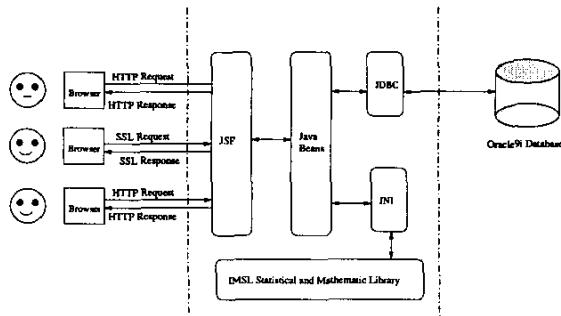 HTTP Request
Browser
HTTP Response
SSL Request
Browser
SSL Response
HTTP Request
Browser
HTTP Response
JSP
Java
Beans
JDBC
JNI
Oracle9i Database
IMSL Statistical and Mathematic Library